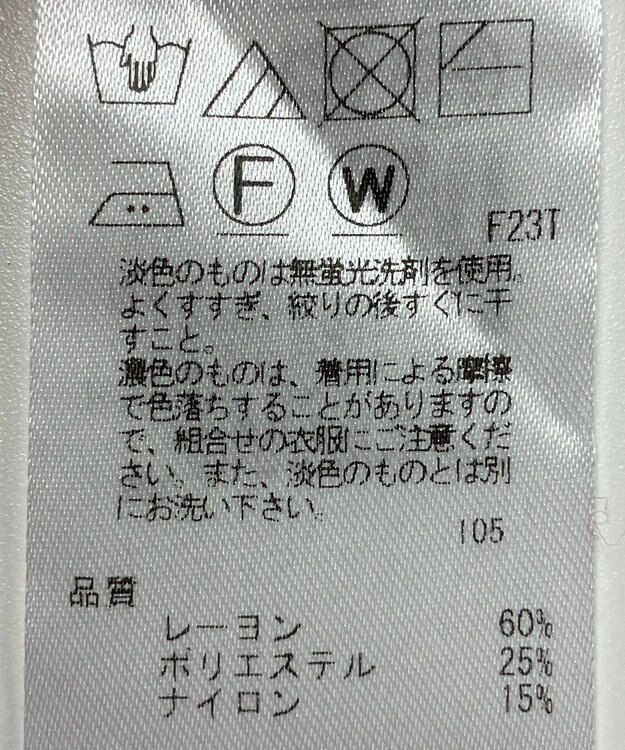 F W
F23T
淡色のものは無蛍光洗剤を使用。
よくすすぎ、絞りの後すぐに干
すこと。
濃色のものは、着用による摩擦
で色落ちすることがありますの
で、組合せの衣服にご注意くだ
さい。また、淡色のものとは別
にお洗い下さい。
105
品質
レーヨン 60%
ポリエステル 25%
ナイロン 15%